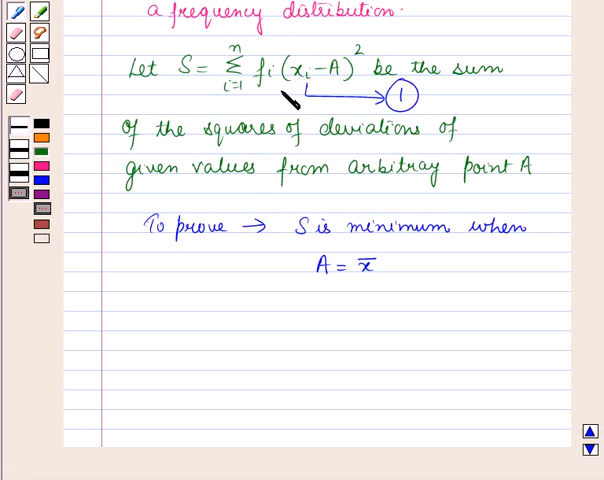 a frequency distribution.
Let S = ∑ⁿᵢ₌₁ fi (xi - A)² be the sum
①
of the squares of deviations of
given values from arbitray point A
To prove → S is minimum when
A = x̅